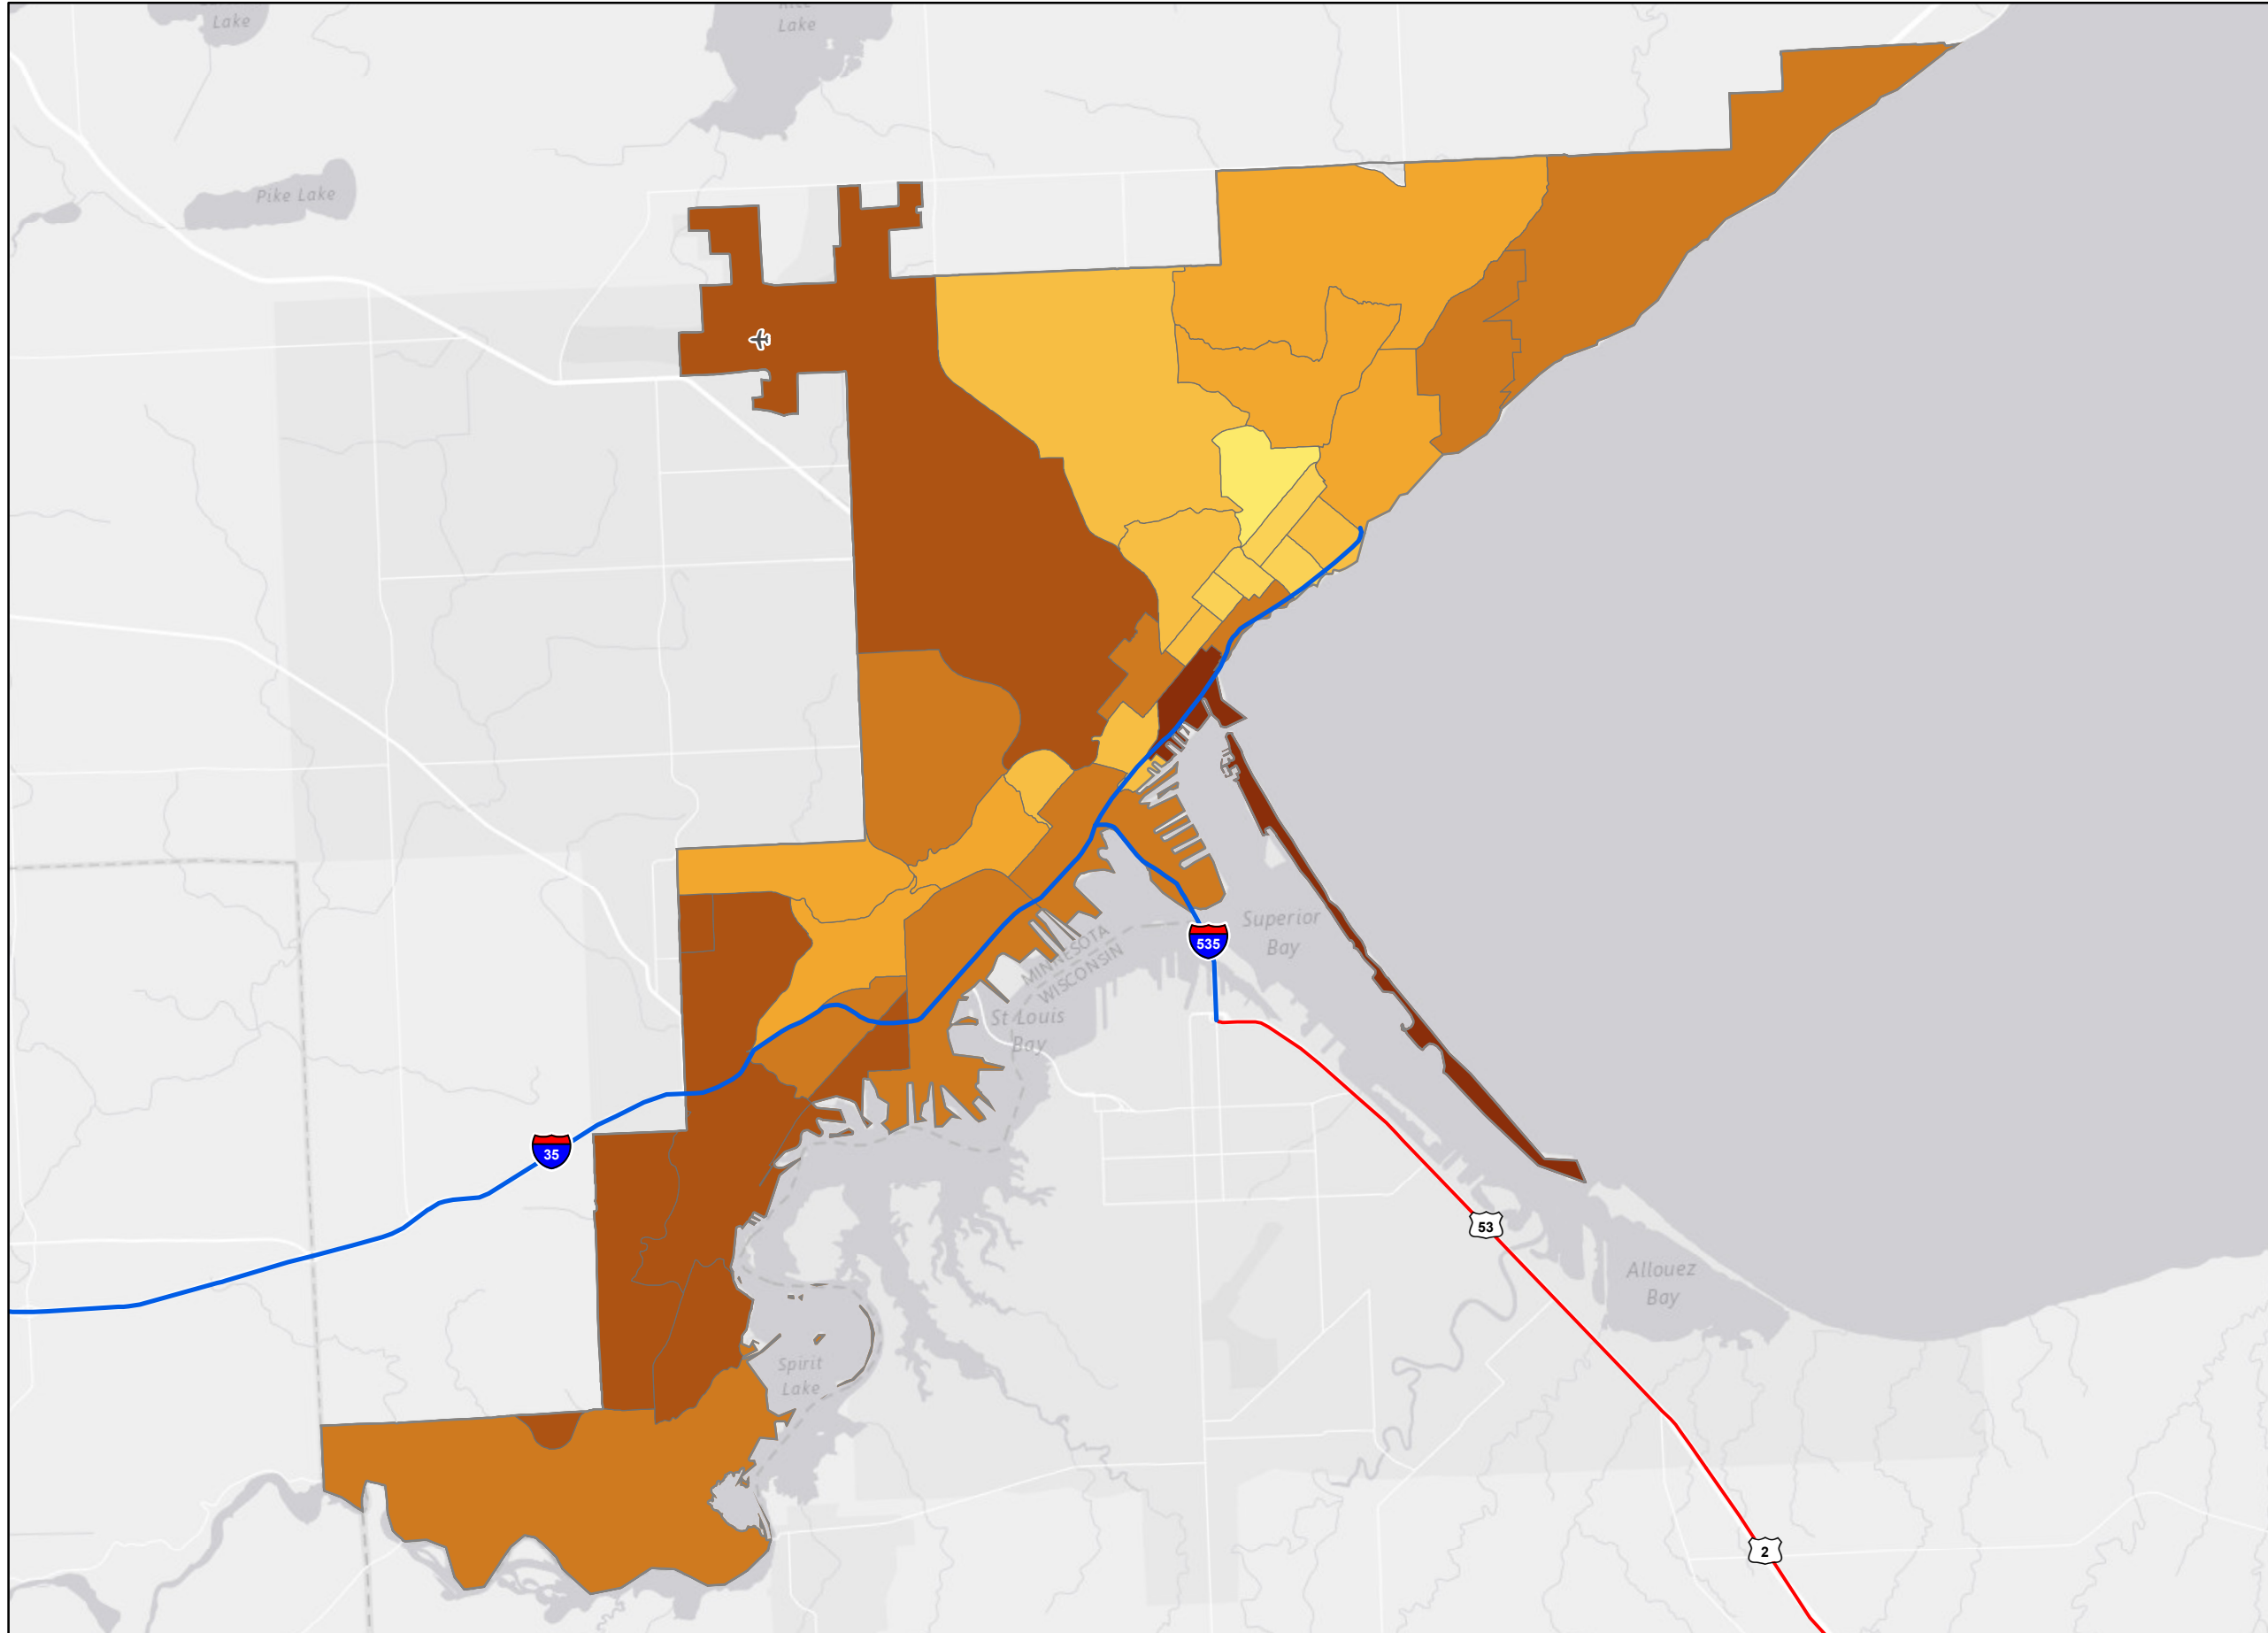 Lake
Lake
Pike Lake
Superior
Bay
535
MINNESOTA
WISCONSIN
St Louis
Bay
35
53
Allouez
Bay
Spirit
Lake
2